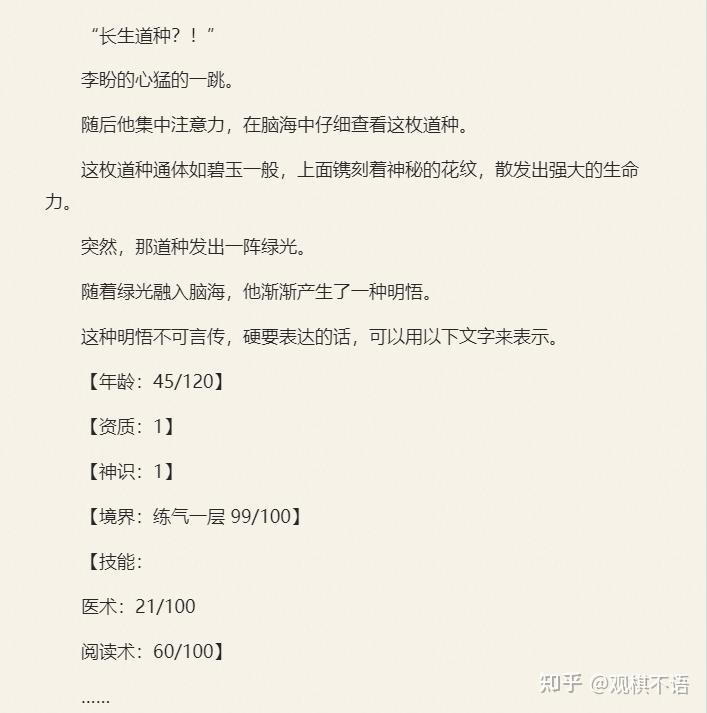 “长生道种？！”
李盼的心猛的一跳。
随后他集中注意力，在脑海中仔细查看这枚道种。
这枚道种通体如碧玉一般，上面镌刻着神秘的花纹，散发出强大的生命
力。
突然，那道种发出一阵绿光。
随着绿光融入脑海，他渐渐产生了一种明悟。
这种明悟不可言传，硬要表达的话，可以用以下文字来表示。
【年龄：45/120】
【资质：1】
【神识：1】
【境界：练气一层 99/100】
【技能：
医术：21/100
阅读术：60/100】
……
知乎 @观棋不语